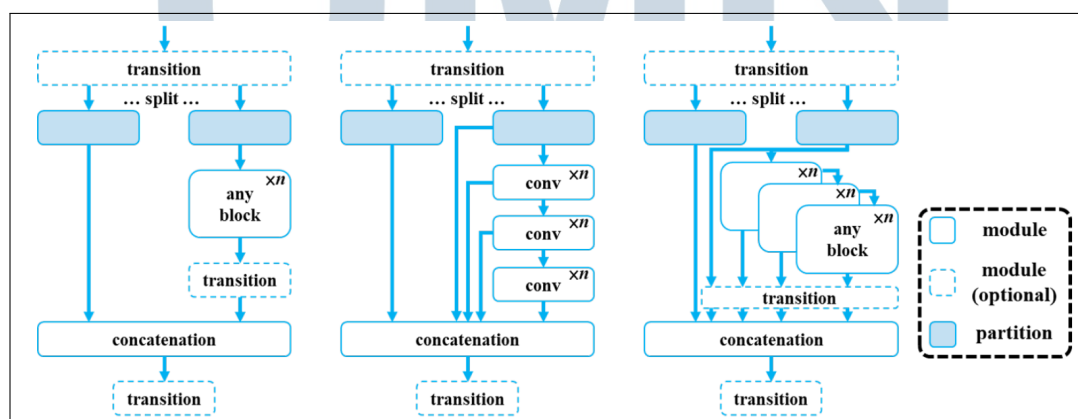 transition
... split ...
×n
any
block
transition
concatenation
transition
transition
... split ...
×n
conv
×n
conv
×n
conv
concatenation
transition
transition
... split ...
×n
×n
×n
any
block
transition
concatenation
transition
module
module
(optional)
partition